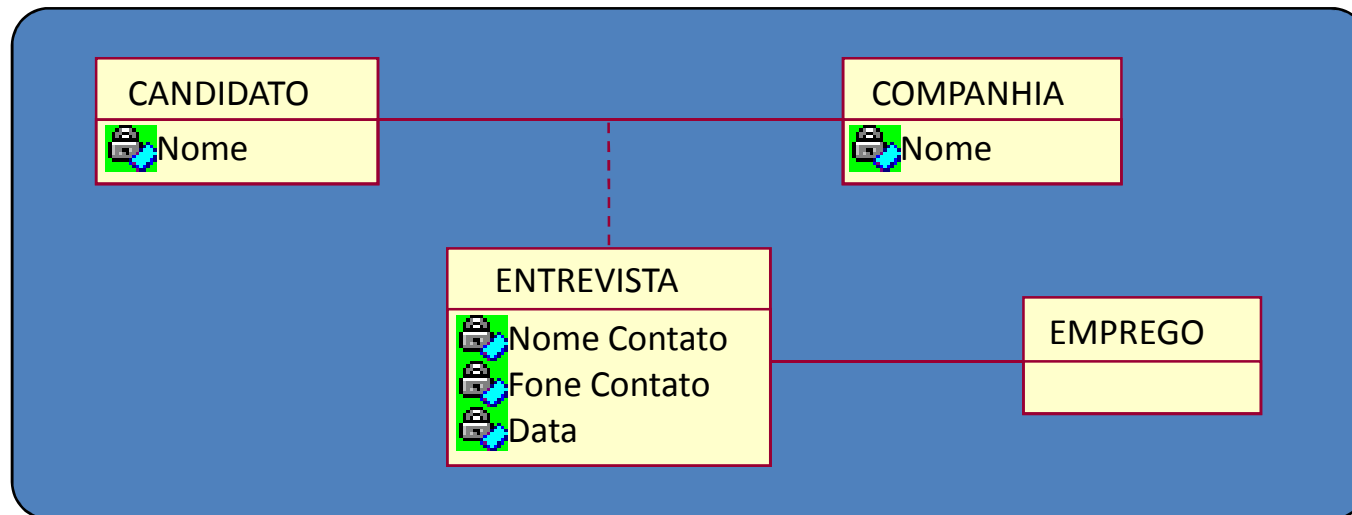 CANDIDATO
Nome
COMPANHIA
Nome
ENTREVISTA
Nome Contato
Fone Contato
Data
EMPREGO